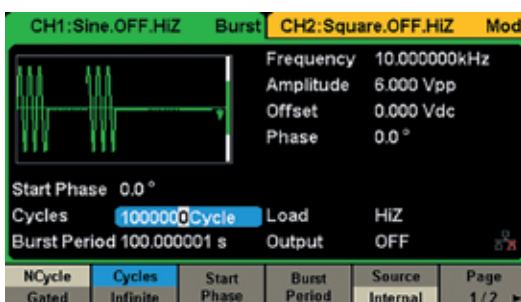 CH1:Sine.OFF.HiZ Burst CH2:Square.OFF.HiZ Mod
Frequency 10.000000kHz
Amplitude 6.000 Vpp
Offset 0.000 Vdc
Phase 0.0 °
Start Phase 0.0 °
Cycles 1000000Cycle Load HiZ
Burst Period 100.000001 s Output OFF
NCycle Cycles Start Burst Source Page
Gated Infinite Phase Period Internal 1/2